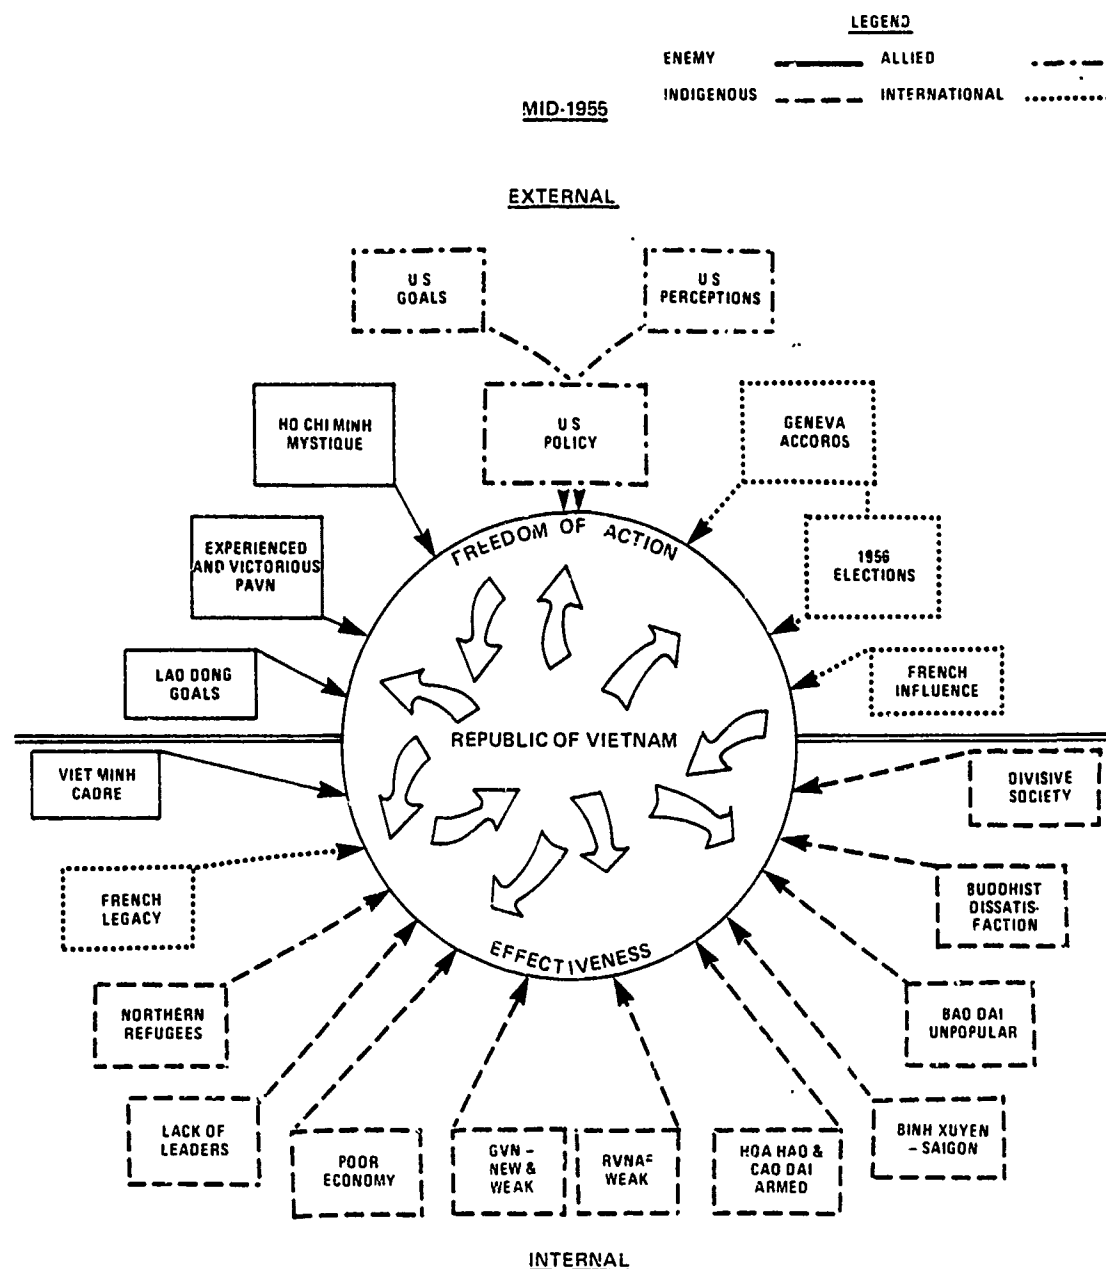 LEGEND
ENEMY
ALLIED
INDIGENOUS
INTERNATIONAL
MID-1955
EXTERNAL
U S
GOALS
U S
PERCEPTIONS
HO CHI MINH
MYSTIQUE
U S
POLICY
GENEVA
ACCORDS
FREEDOM OF ACTION
EXPERIENCED
AND VICTORIOUS
PAVN
1956
ELECTIONS
LAO DONG
GOALS
FRENCH
INFLUENCE
REPUBLIC OF VIETNAM
VIET MINH
CADRE
DIVISIVE
SOCIETY
FRENCH
LEGACY
BUDDHIST
DISSATIS-
FACTION
EFFECTIVENESS
NORTHERN
REFUGEES
BAO DAI
UNPOPULAR
LACK OF
LEADERS
POOR
ECONOMY
GVN –
NEW &
WEAK
RVNAF
WEAK
HOA HAO &
CAO DAI
ARMED
BINH XUYEN
– SAIGON
INTERNAL